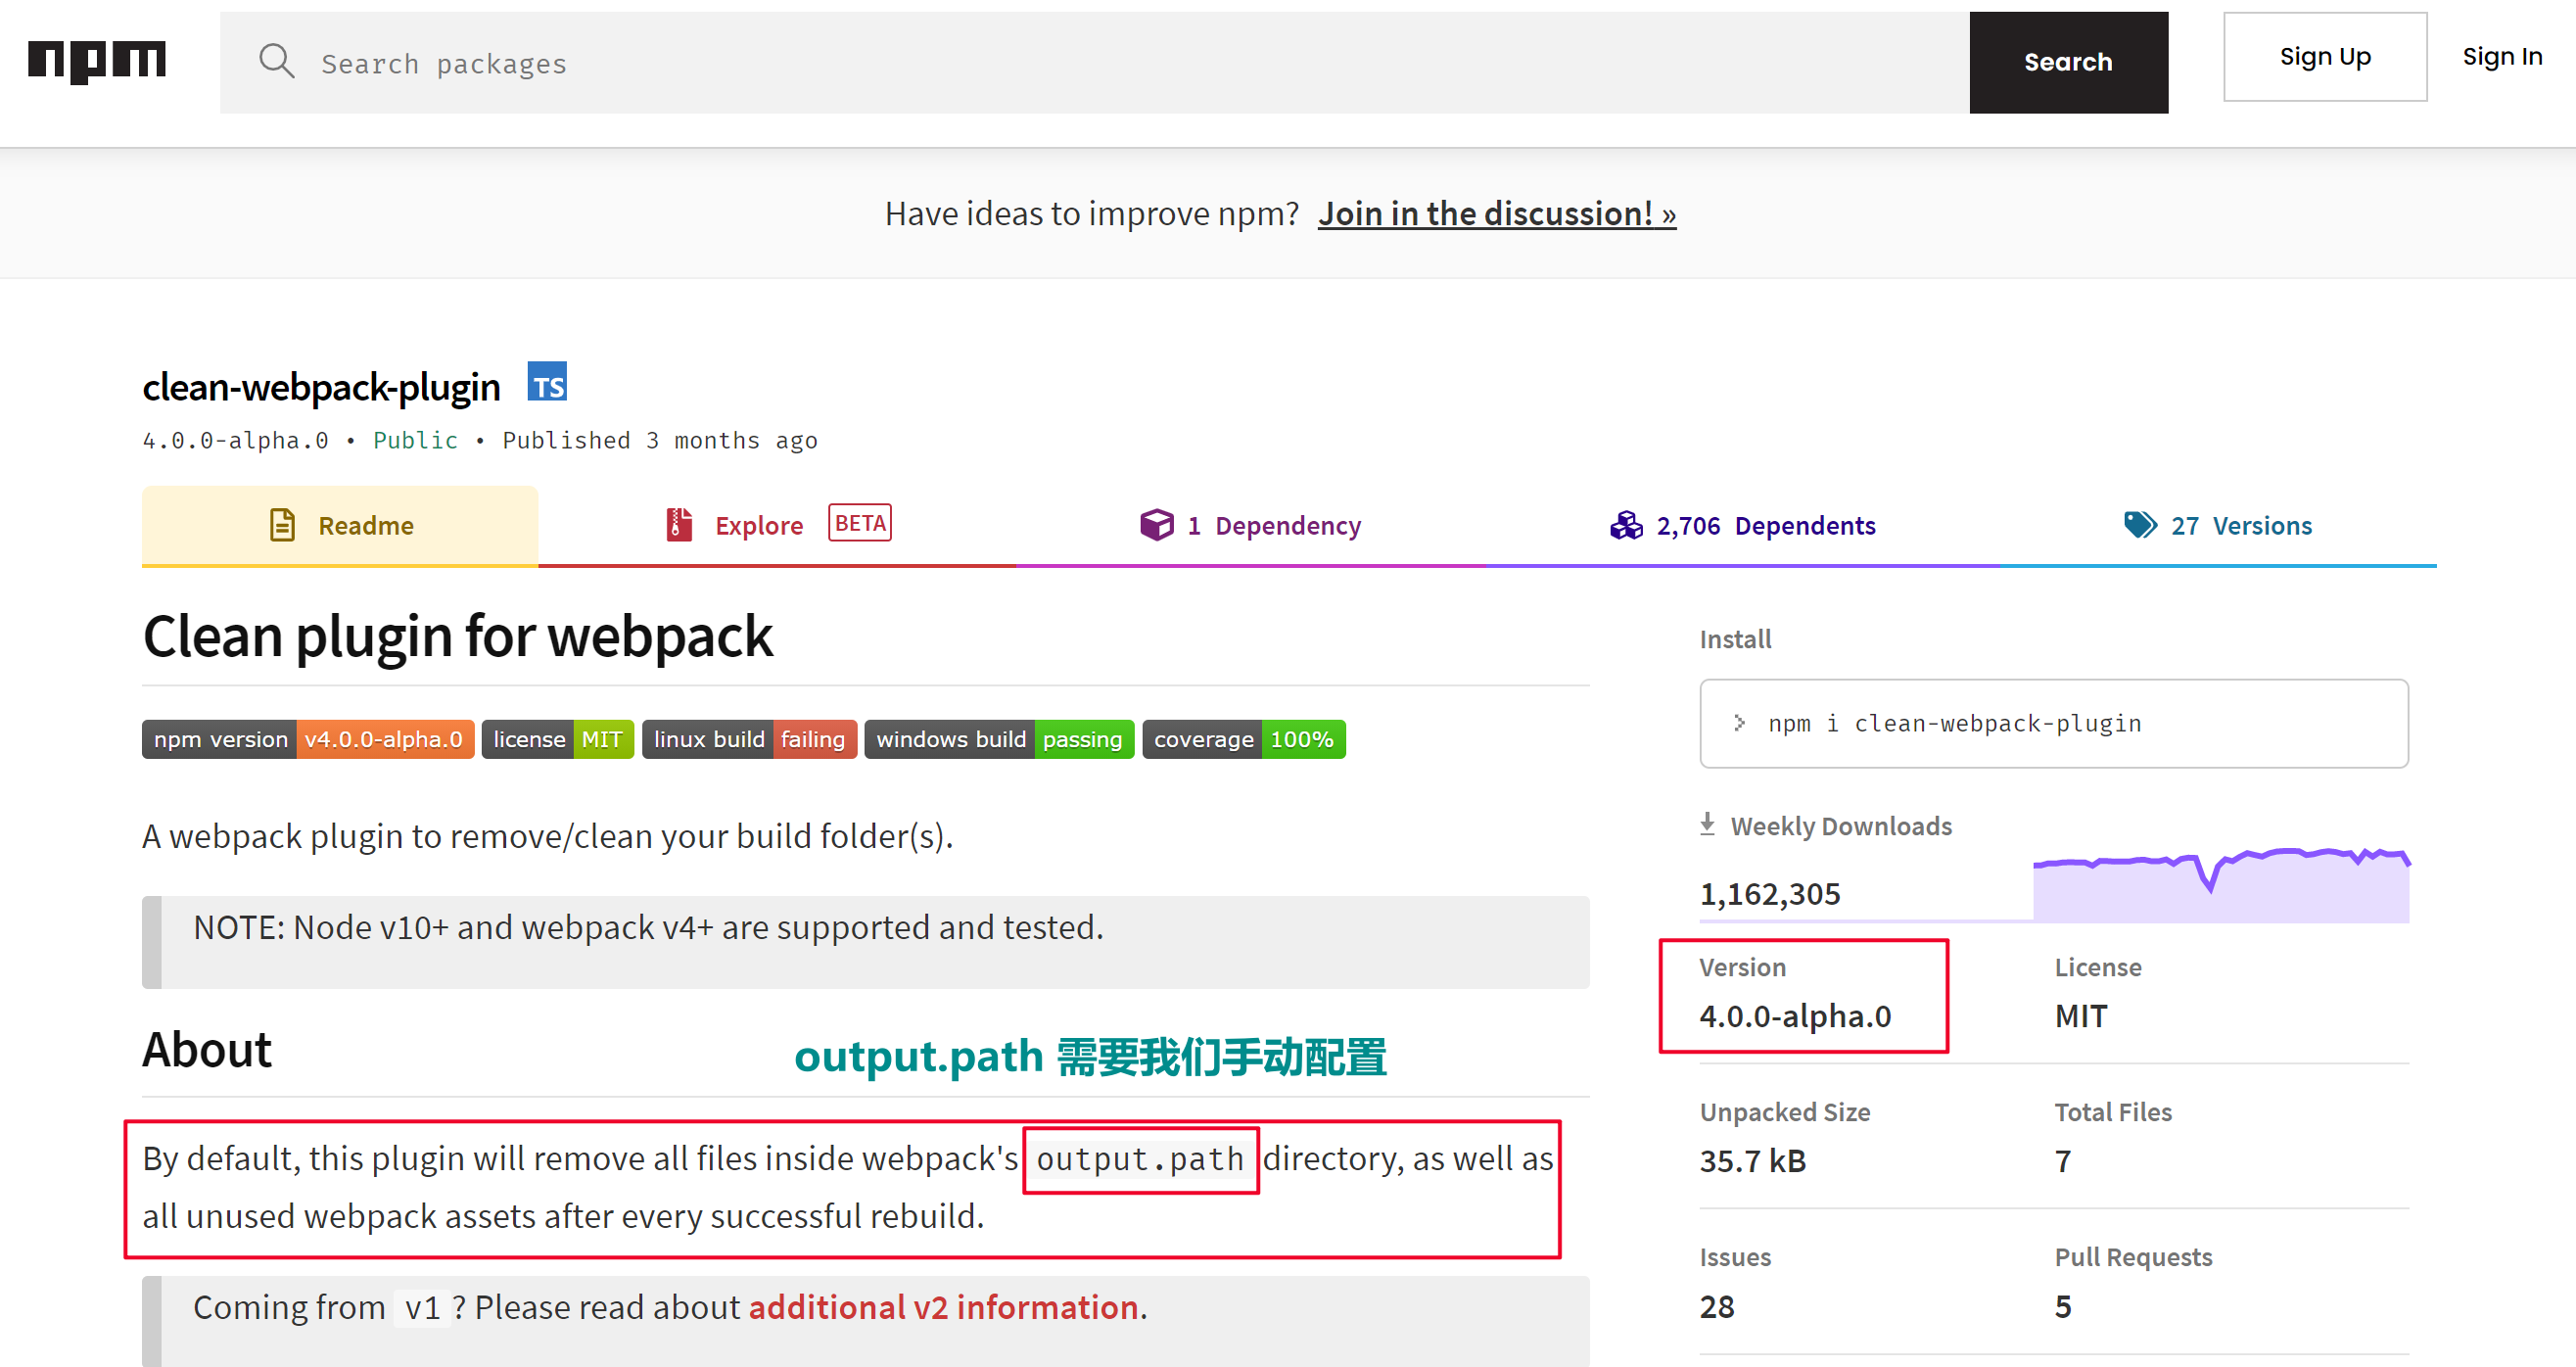 npm
Search packages
Search
Sign Up
Sign In
Have ideas to improve npm? Join in the discussion! »
clean-webpack-plugin TS
4.0.0-alpha.0 • Public • Published 3 months ago
Readme
Explore BETA
1 Dependency
2,706 Dependents
27 Versions
Clean plugin for webpack
npm version v4.0.0-alpha.0 license MIT linux build failing windows build passing coverage 100%
A webpack plugin to remove/clean your build folder(s).
NOTE: Node v10+ and webpack v4+ are supported and tested.
About
output.path 需要我们手动配置
By default, this plugin will remove all files inside webpack's output.path directory, as well as
all unused webpack assets after every successful rebuild.
Coming from v1? Please read about additional v2 information.
Install
> npm i clean-webpack-plugin
Weekly Downloads
1,162,305
Version
4.0.0-alpha.0
License
MIT
Unpacked Size
35.7 kB
Total Files
7
Issues
28
Pull Requests
5